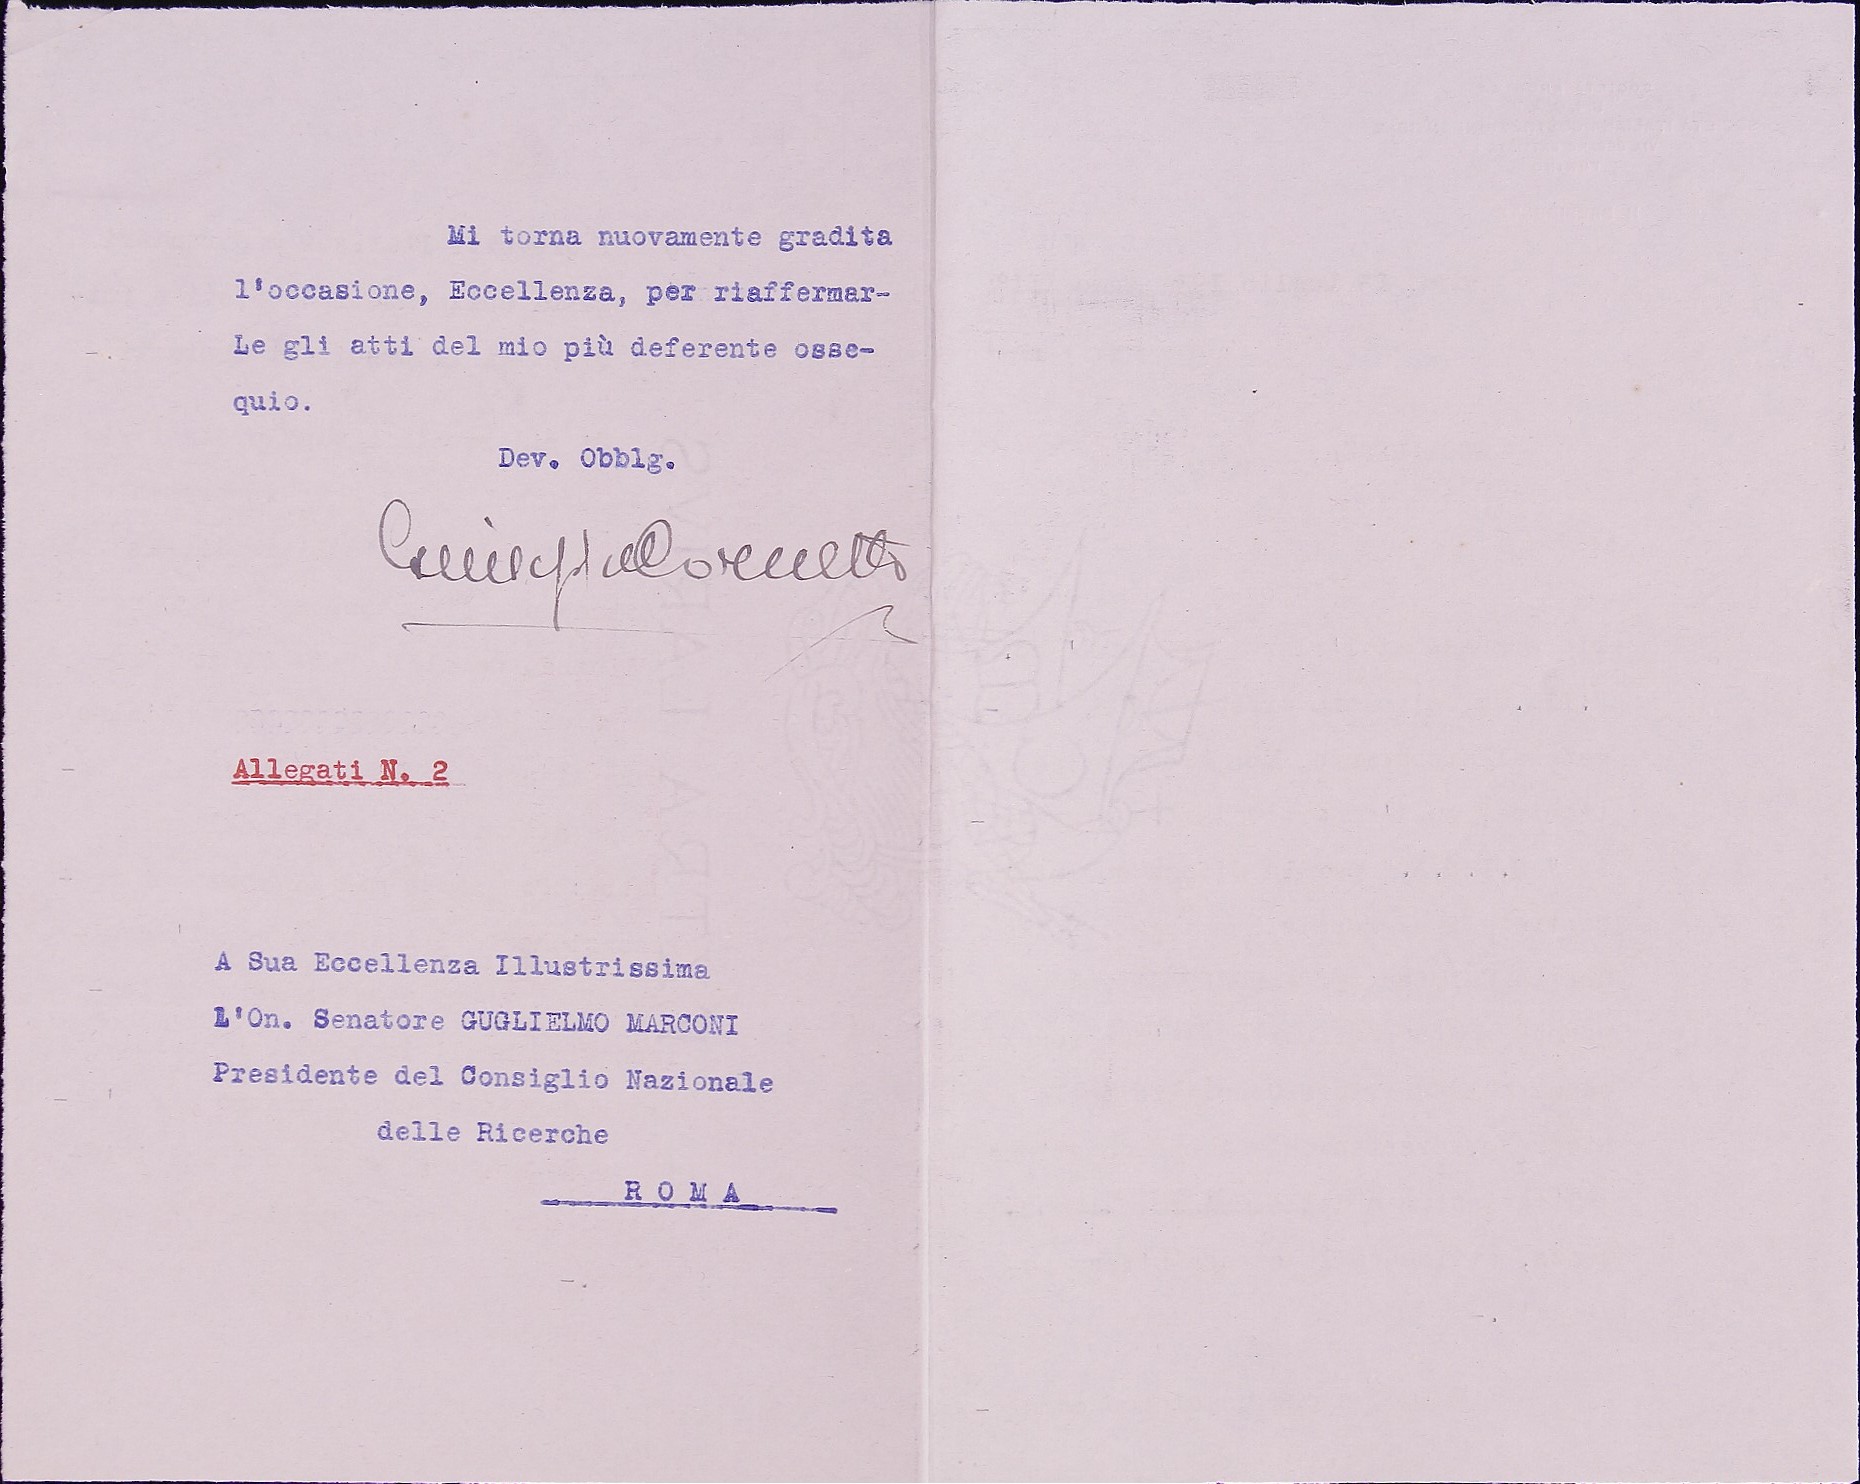 Mi torna nuovamente gradita
l'occasione, Eccellenza, per riaffermar-
Le gli atti del mio più deferente osse-
quio.
Dev. Obblg.
Allegati N. 2
A Sua Eccellenza Illustrissima
L'On. Senatore GUGLIELMO MARCONI
Presidente del Consiglio Nazionale
delle Ricerche
ROMA